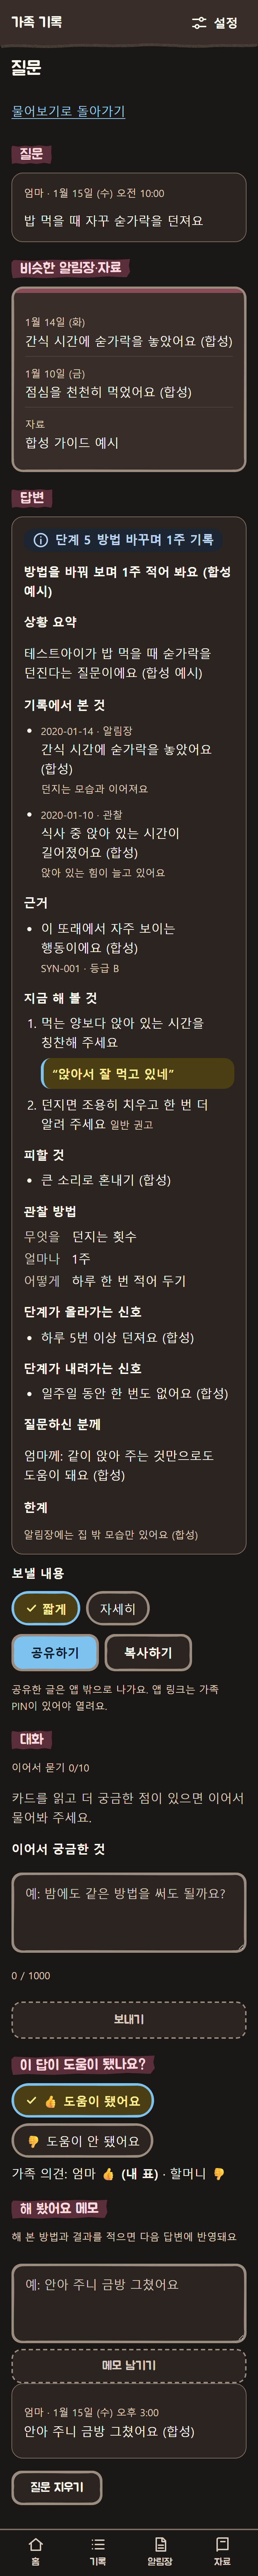 가족 기록
설정
질문
물어보기로 돌아가기
질문
엄마 · 1월 15일 (수) 오전 10:00
밥 먹을 때 자꾸 숟가락을 던져요
비슷한 알림장·자료
1월 14일 (화)
간식 시간에 숟가락을 놓았어요 (합성)
1월 10일 (금)
점심을 천천히 먹었어요 (합성)
자료
합성 가이드 예시
답변
단계 5 방법 바꾸며 1주 기록
방법을 바꿔 보며 1주 적어 봐요 (합성
예시)
상황 요약
테스트아이가 밥 먹을 때 숟가락을
던진다는 질문이에요 (합성 예시)
기록에서 본 것
• 2020-01-14 · 알림장
간식 시간에 숟가락을 놓았어요
(합성)
던지는 모습과 이어져요
• 2020-01-10 · 관찰
식사 중 앉아 있는 시간이
길어졌어요 (합성)
앉아 있는 힘이 늘고 있어요
근거
• 이 또래에서 자주 보이는
행동이에요 (합성)
SYN-001 · 등급 B
지금 해 볼 것
1. 먹는 양보다 앉아 있는 시간을
칭찬해 주세요
“앉아서 잘 먹고 있네”
2. 던지면 조용히 치우고 한 번 더
알려 주세요 일반 권고
피할 것
• 큰 소리로 혼내기 (합성)
관찰 방법
무엇을 던지는 횟수
얼마나 1주
어떻게 하루 한 번 적어 두기
단계가 올라가는 신호
• 하루 5번 이상 던져요 (합성)
단계가 내려가는 신호
• 일주일 동안 한 번도 없어요 (합성)
질문하신 분께
엄마께: 같이 앉아 주는 것만으로도
도움이 돼요 (합성)
한계
알림장에는 집 밖 모습만 있어요 (합성)
보낼 내용
✓ 짧게
자세히
공유하기
복사하기
공유한 글은 앱 밖으로 나가요. 앱 링크는 가족
PIN이 있어야 열려요.
대화
이어서 묻기 0/10
카드를 읽고 더 궁금한 점이 있으면 이어서
물어봐 주세요.
이어서 궁금한 것
예: 밤에도 같은 방법을 써도 될까요?
0 / 1000
보내기
이 답이 도움이 됐나요?
✓ 👍 도움이 됐어요
👎 도움이 안 됐어요
가족 의견: 엄마 👍 (내 표) · 할머니 👎
해 봤어요 메모
해 본 방법과 결과를 적으면 다음 답변에 반영돼요
예: 안아 주니 금방 그쳤어요
메모 남기기
엄마 · 1월 15일 (수) 오후 3:00
안아 주니 금방 그쳤어요 (합성)
질문 지우기
홈
기록
알림장
자료